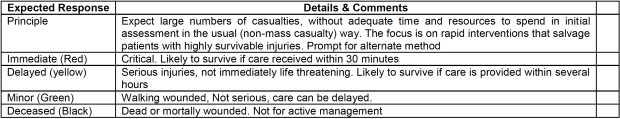 Expected Response Details & Comments
Principle Expect large numbers of casualties, without adequate time and resources to spend in initial
assessment in the usual (non-mass casualty) way. The focus is on rapid interventions that salvage
patients with highly survivable injuries. Prompt for alternate method
Immediate (Red) Critical. Likely to survive if care received within 30 minutes
Delayed (yellow) Serious injuries, not immediately life threatening. Likely to survive if care is provided within several
hours
Minor (Green) Walking wounded, Not serious, care can be delayed.
Deceased (Black) Dead or mortally wounded. Not for active management